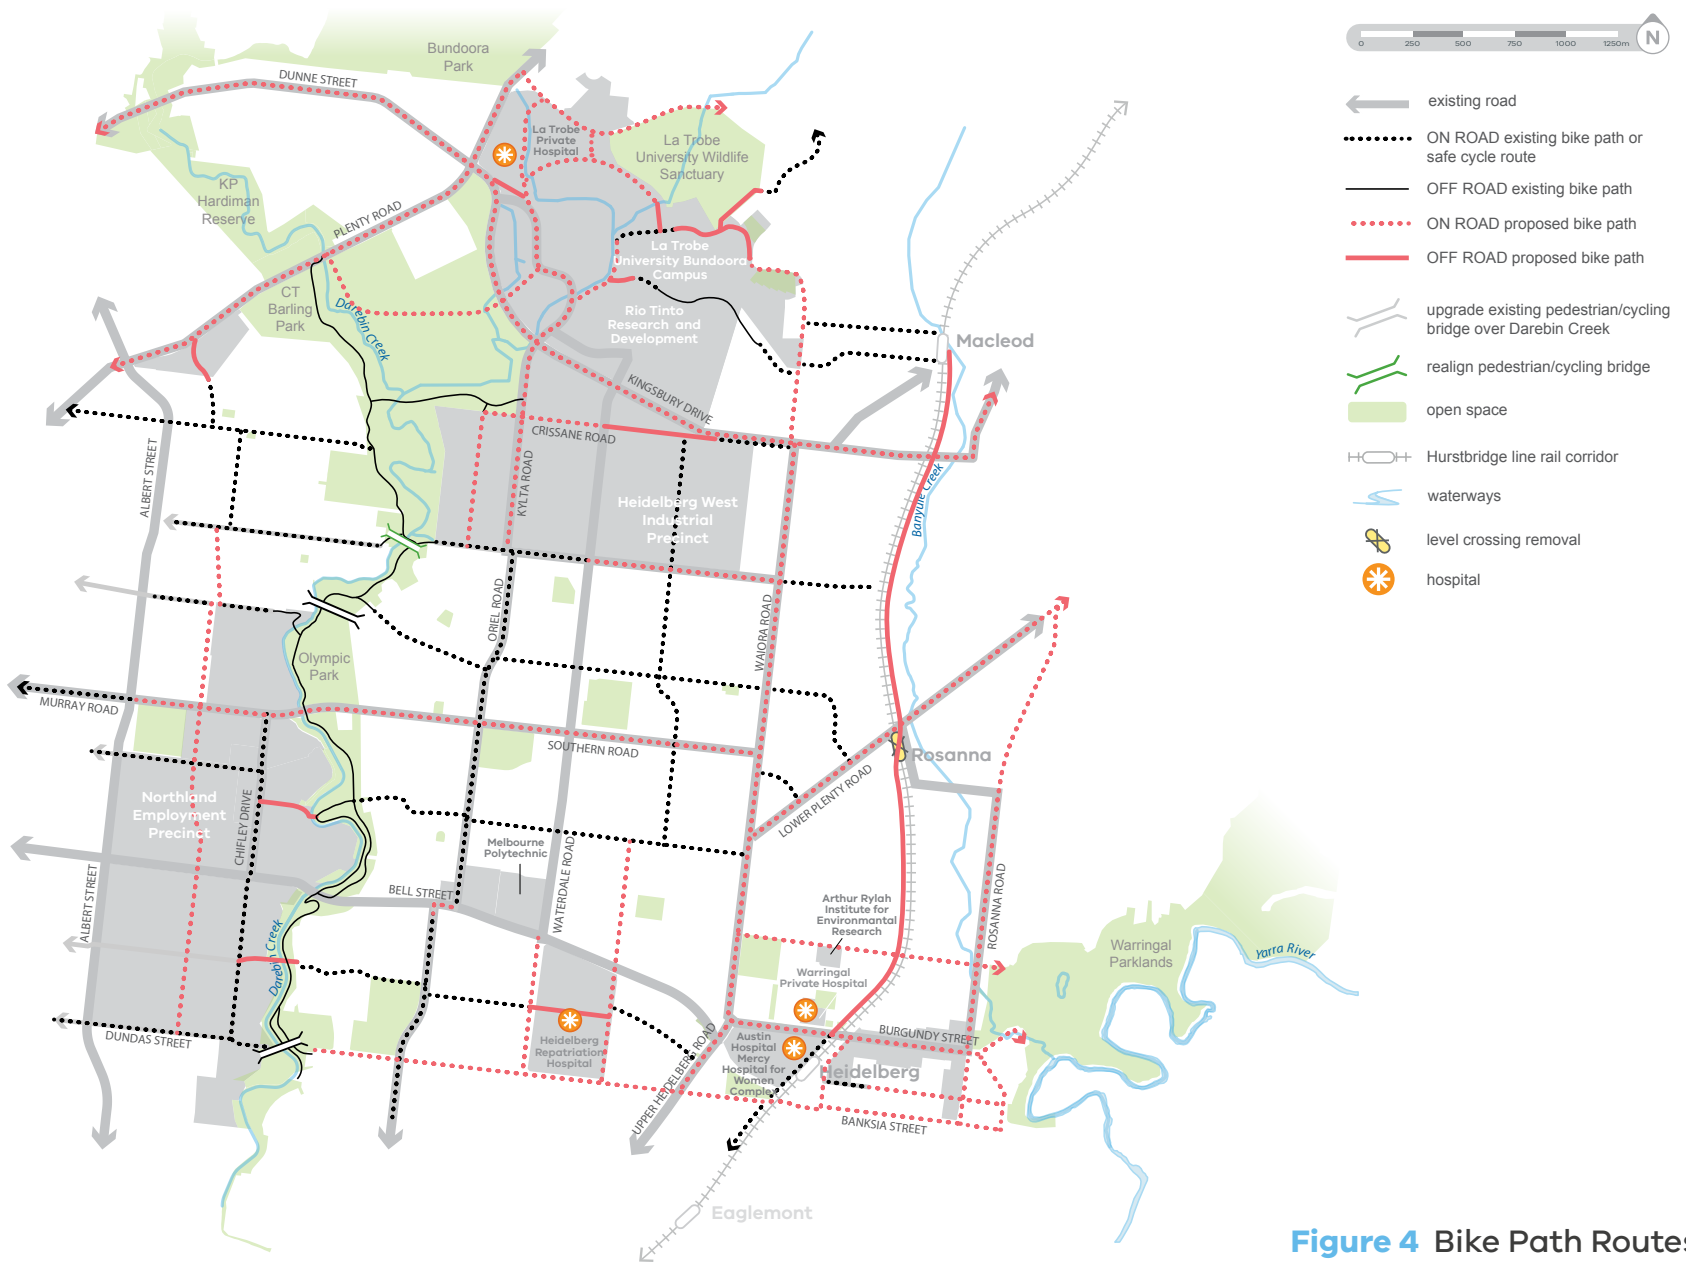 Bundoora
Park
DUNNE STREET
La Trobe
Private
Hospital
La Trobe
University Wildlife
Sanctuary
KP
Hardiman
Reserve
PLENTY ROAD
La Trobe
University Bundoora
Campus
CT
Barling
Park
Darebin Creek
Rio Tinto
Research and
Development
Macleod
KINGSBURY DRIVE
CRISSANE ROAD
ALBERT STREET
KYLTA ROAD
Banyule Creek
Heidelberg West
Industrial
Precinct
ORIEL ROAD
WAIORA ROAD
Olympic
Park
MURRAY ROAD
SOUTHERN ROAD
Rosanna
LOWER PLENTY ROAD
Northland
Employment
Precinct
CHIFLEY DRIVE
Melbourne
Polytechnic
WATERDALE ROAD
BELL STREET
ALBERT STREET
Arthur Rylah
Institute for
Environmantal
Research
ROSANNA ROAD
Warringal
Parklands
Yarra River
Darebin Creek
Warringal
Private Hospital
DUNDAS STREET
Heidelberg
Repatriation
Hospital
UPPER HEIDELBERG ROAD
Austin
Hospital
Mercy
Hospital for
Women
Complex
BURGUNDY STREET
Heidelberg
BANKSIA STREET
Eaglemont
0 250 500 750 1000 1250m
N
existing road
ON ROAD existing bike path or
safe cycle route
OFF ROAD existing bike path
ON ROAD proposed bike path
OFF ROAD proposed bike path
upgrade existing pedestrian/cycling
bridge over Darebin Creek
realign pedestrian/cycling bridge
open space
Hurstbridge line rail corridor
waterways
level crossing removal
hospital
Figure 4 Bike Path Routes